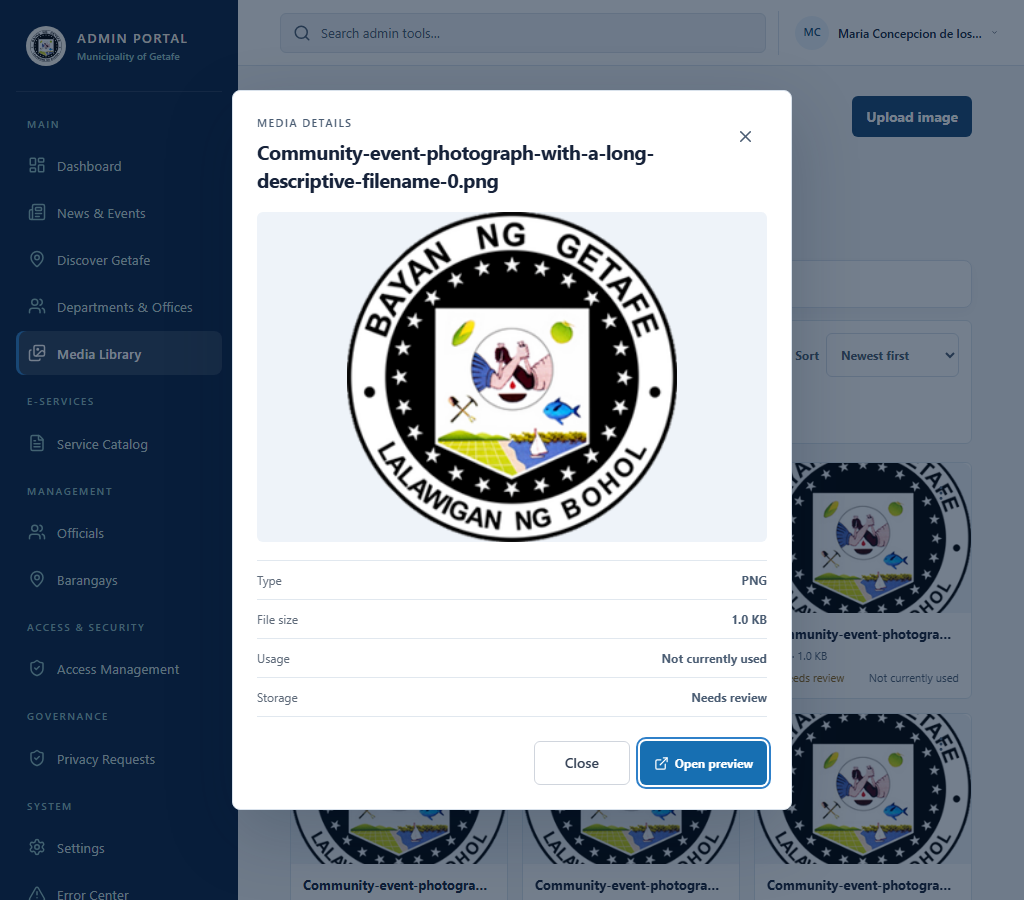 ADMIN PORTAL
Municipality of Getafe
MAIN
Dashboard
News & Events
Discover Getafe
Departments & Offices
Media Library
E-SERVICES
Service Catalog
MANAGEMENT
Officials
Barangays
ACCESS & SECURITY
Access Management
GOVERNANCE
Privacy Requests
SYSTEM
Settings
Error Center
Search admin tools...
MC
Maria Concepcion de los...
Upload image
Sort
Newest first
MEDIA DETAILS
Community-event-photograph-with-a-long-
descriptive-filename-0.png
BAYAN NG GETAFE
LALAWIGAN NG BOHOL
Type
PNG
File size
1.0 KB
Usage
Not currently used
Storage
Needs review
Close
Open preview
1.0 KB
review
Not currently used
Community-event-photogra...
Community-event-photogra...
Community-event-photogra...